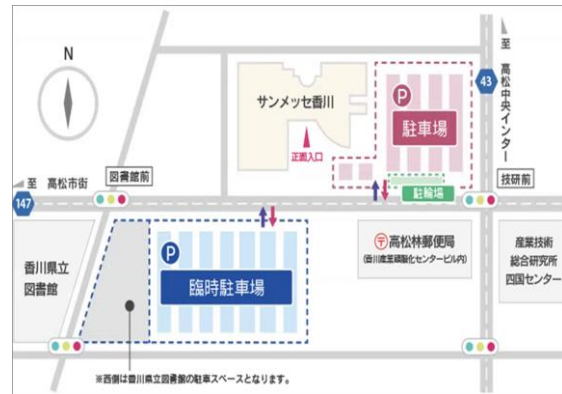 N
至
高松中央インター
43
サンメッセ香川
P
駐車場
正面入口
図書館前
至 高松市街
147
技研前
駐輪場
香川県立
図書館
P
臨時駐車場
〒高松林郵便局
(香川産業頭脳化センタービル内)
産業技術
総合研究所
四国センター
※西側は香川県立図書館の駐車スペースとなります。